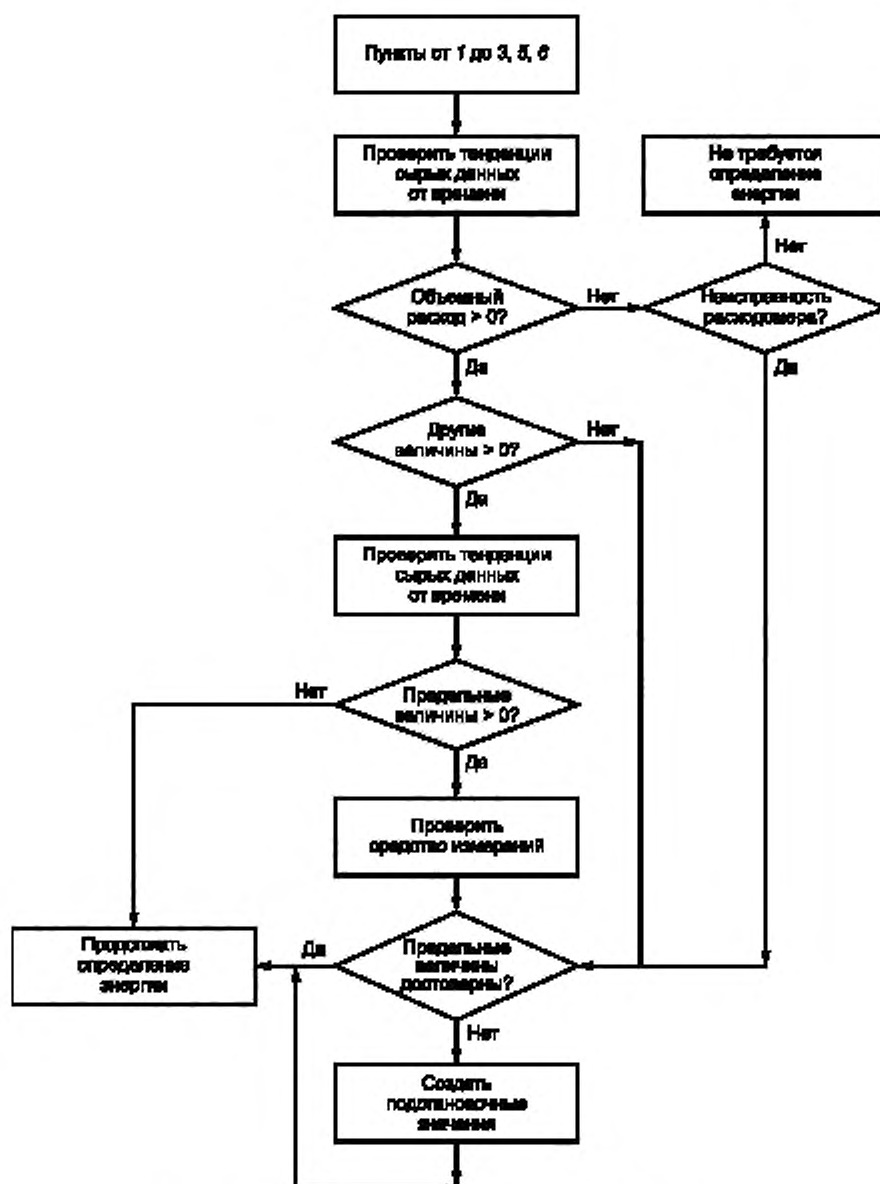 Пункты от 1 до 3, 5, 6
Проверить тенденции
сырых данных
от времени
Не требуется
определение
энергии
Нет
Объемный
расход > 0?
Нет
Неисправность
расходомера?
Да
Да
Другие
величины > 0?
Нет
Да
Проверить тенденции
сырых данных
от времени
Нет
Предельные
величины > 0?
Да
Проверить
средство измерений
Продолжать
определение
энергии
Да
Предельные
величины
достоверны?
Нет
Создать
подстановочные
значения